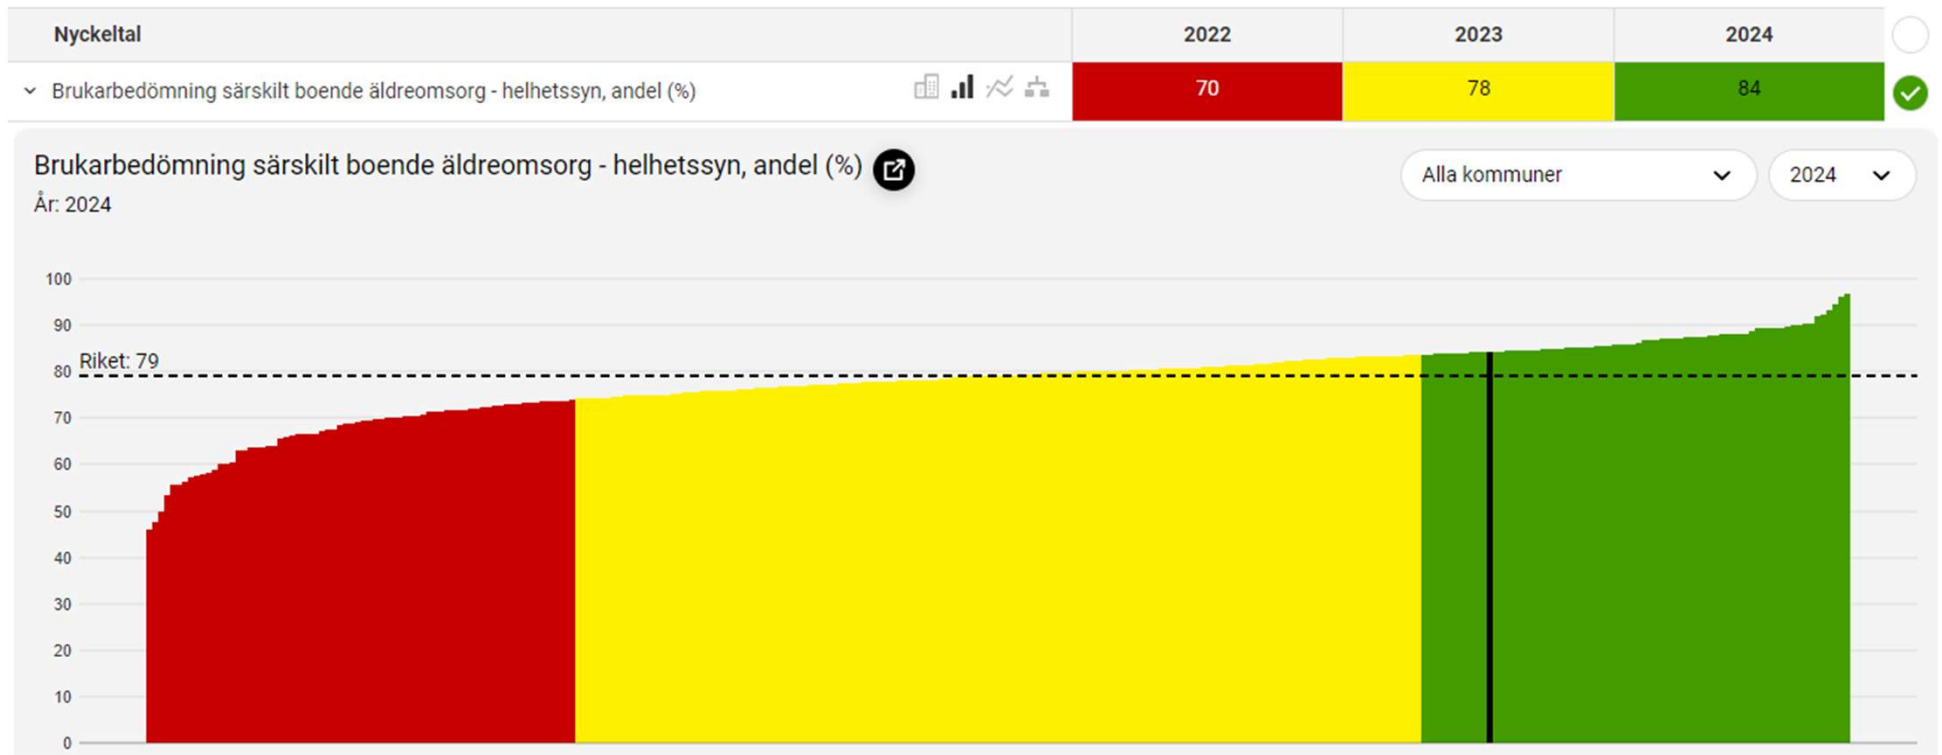 Nyckeltal 2022 2023 2024
Brukarbedömning särskilt boende äldreomsorg - helhetssyn, andel (%) 70 78 84
Brukarbedömning särskilt boende äldreomsorg - helhetssyn, andel (%)
Alla kommuner 2024
År: 2024
100
90
Riket: 79
80
70
60
50
40
30
20
10
0